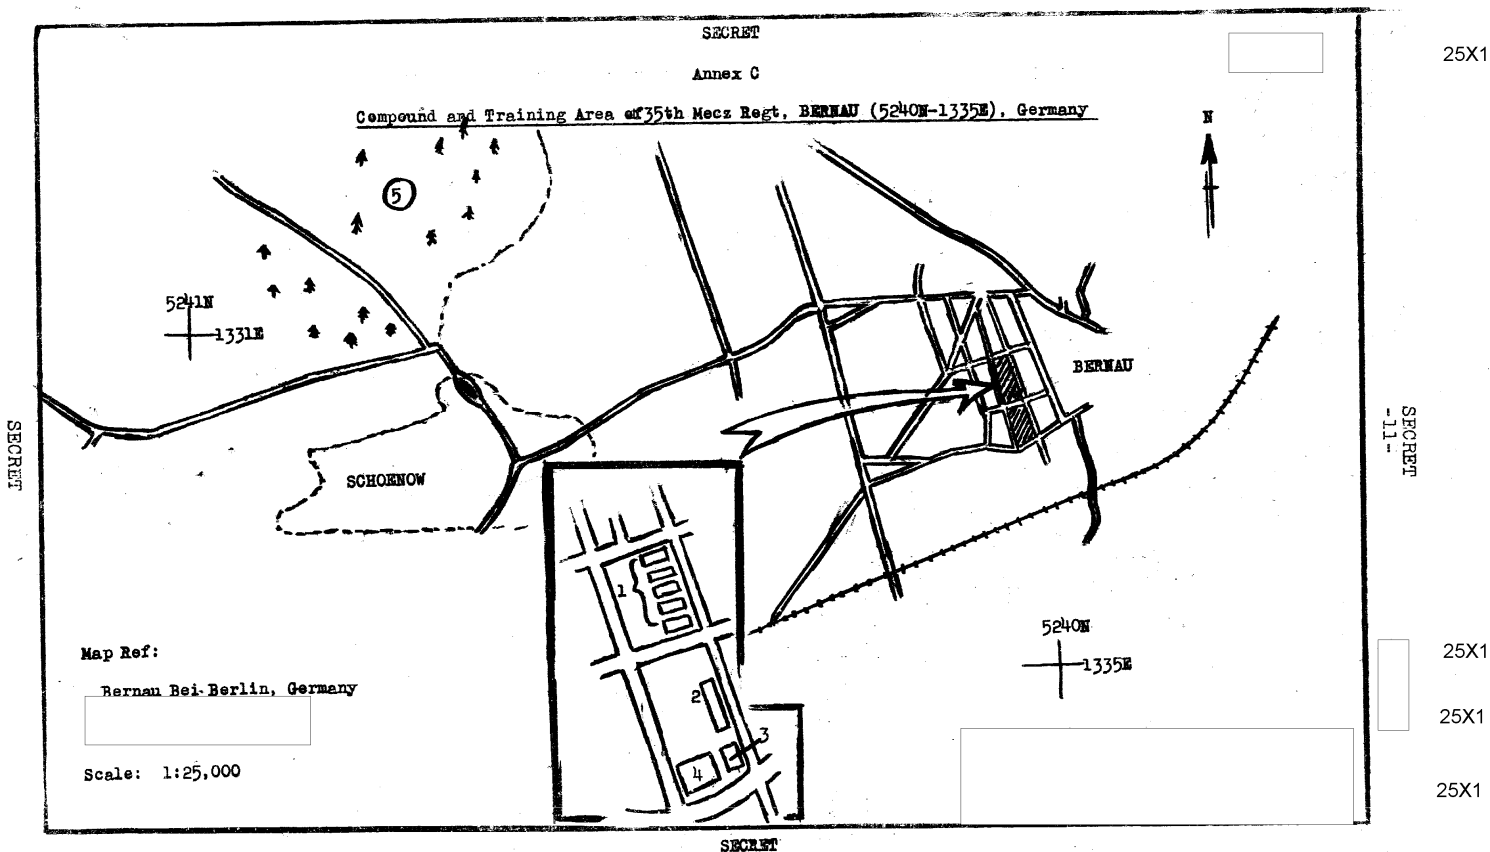 SECRET
25X1
Annex C
Compound and Training Area of 35th Mecz Regt, BERNAU (5240N-1335E), Germany
N
5
5241N
1331E
BERNAU
SECRET
SECRET
-11-
SCHOENOW
1
5240N
1335E
25X1
Map Ref:
Bernau Bei-Berlin, Germany
2
25X1
3
4
Scale: 1:25,000
25X1
SECRET